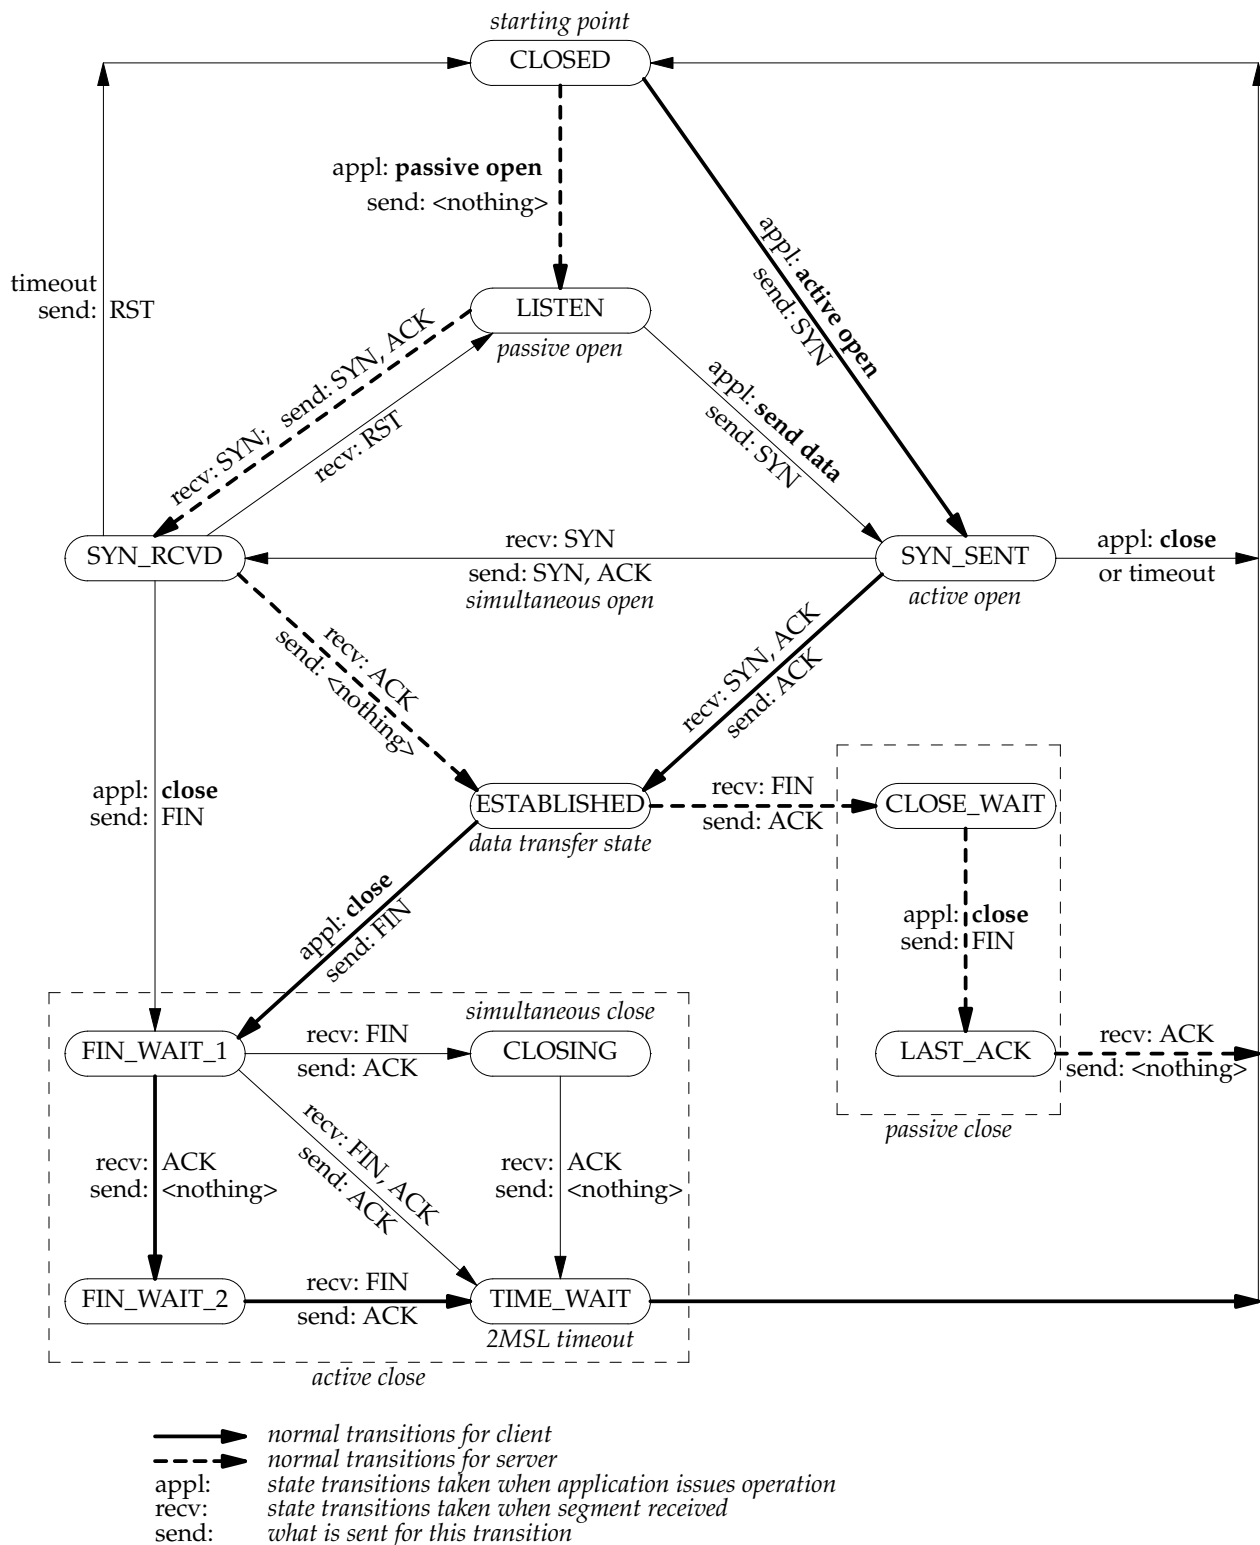 starting point
CLOSED
appl: passive open
send: <nothing>
appl: active open
send: SYN
timeout
send: RST
LISTEN
passive open
recv: SYN; send: SYN, ACK
recv: RST
appl: send data
send: SYN
SYN_RCVD
recv: SYN
send: SYN, ACK
simultaneous open
SYN_SENT
active open
appl: close
or timeout
recv: ACK
send: <nothing>
recv: SYN, ACK
send: ACK
appl: close
send: FIN
ESTABLISHED
data transfer state
recv: FIN
send: ACK
CLOSE_WAIT
appl: close
send: FIN
appl: close
send: FIN
simultaneous close
FIN_WAIT_1
recv: FIN
send: ACK
CLOSING
LAST_ACK
recv: ACK
send: <nothing>
passive close
recv: ACK
send: <nothing>
recv: FIN, ACK
send: ACK
recv: ACK
send: <nothing>
FIN_WAIT_2
recv: FIN
send: ACK
TIME_WAIT
2MSL timeout
active close
normal transitions for client
normal transitions for server
appl: state transitions taken when application issues operation
recv: state transitions taken when segment received
send: what is sent for this transition